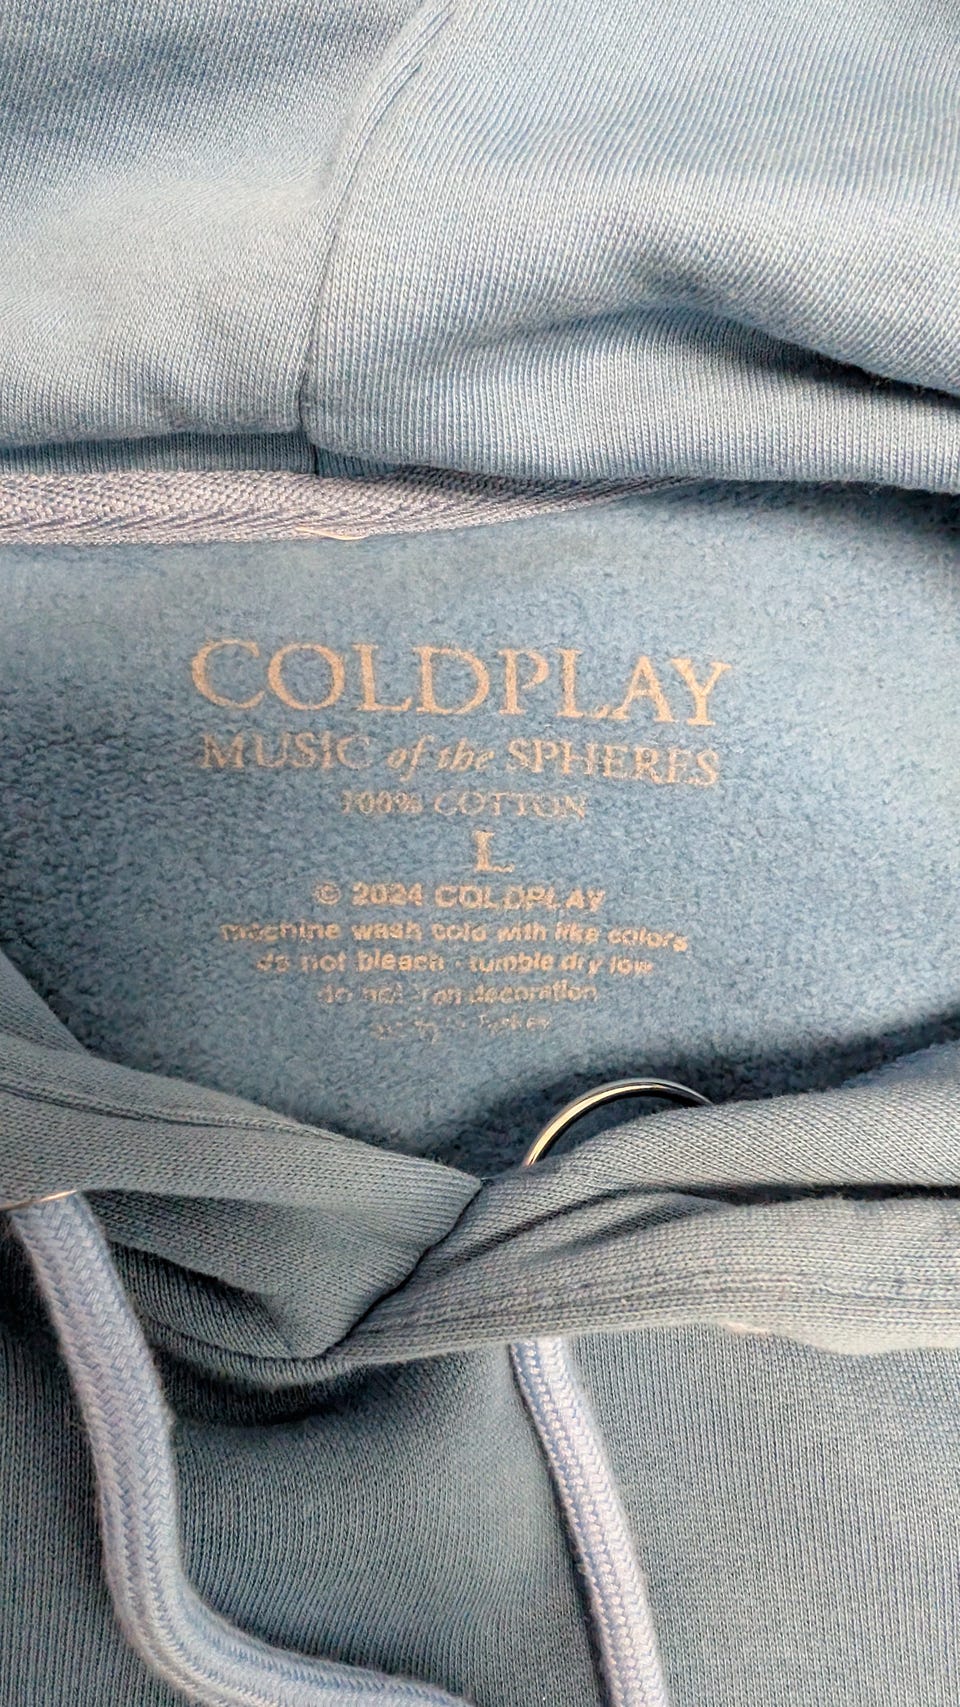 COLDPLAY
MUSIC of the SPHERES
100% COTTON
L
© 2024 COLDPLAY
machine wash cold with like colors
do not bleach - tumble dry low
do not iron decoration